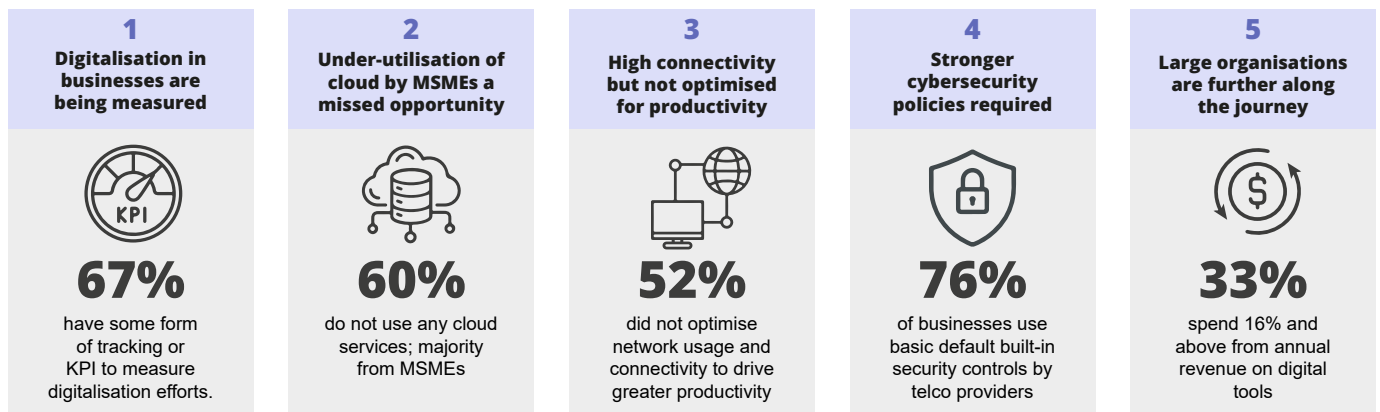 1
Digitalisation in
businesses are
being measured
KPI
67%
have some form
of tracking or
KPI to measure
digitalisation efforts.
2
Under-utilisation of
cloud by MSMEs a
missed opportunity
60%
do not use any cloud
services; majority
from MSMEs
3
High connectivity
but not optimised
for productivity
52%
did not optimise
network usage and
connectivity to drive
greater productivity
4
Stronger
cybersecurity
policies required
76%
of businesses use
basic default built-in
security controls by
telco providers
5
Large organisations
are further along
the journey
$
33%
spend 16% and
above from annual
revenue on digital
tools